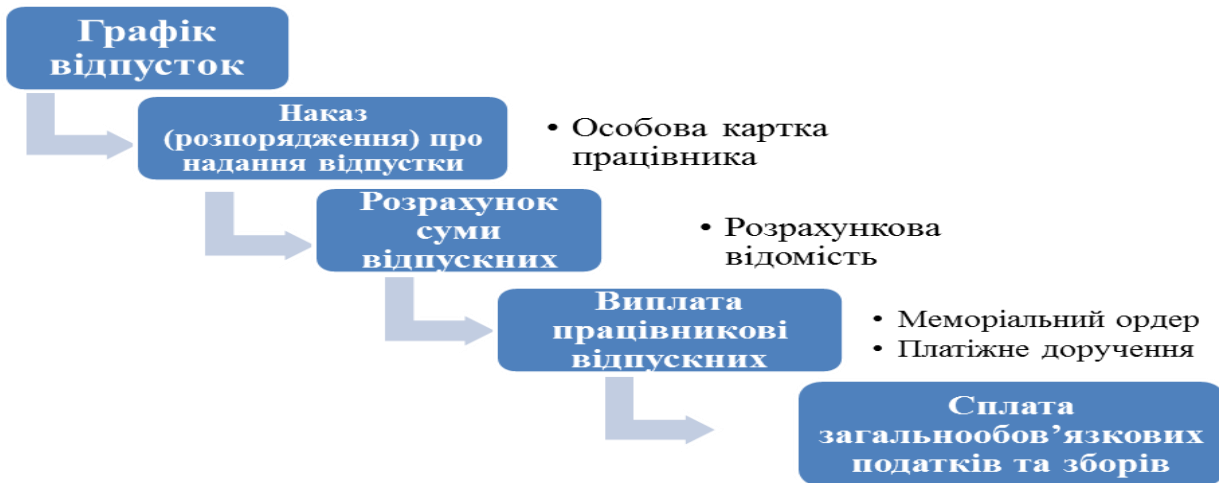 Графік
відпусток
Наказ
(розпорядження) про
надання відпустки
• Особова картка
працівника
Розрахунок
суми
відпускних
• Розрахункова
відомість
Виплата
працівникові
відпускних
• Меморіальний ордер
• Платіжне доручення
Сплата
загальнообов’язкових
податків та зборів